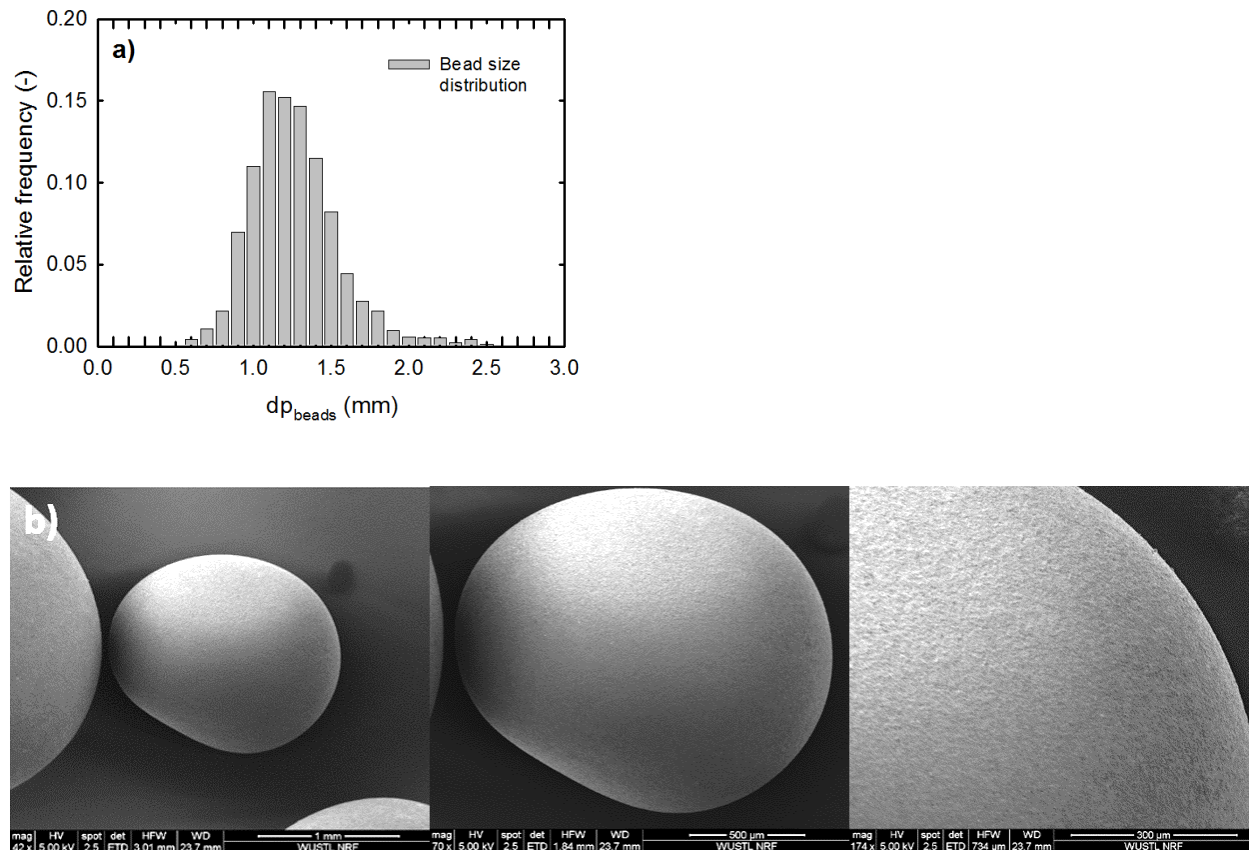 a)
Bead size
distribution
Relative frequency (-)
0.20
0.15
0.10
0.05
0.00
0.0 0.5 1.0 1.5 2.0 2.5 3.0
dp_beads (mm)
b)
mag HV spot det HFW WD 1 mm
42 x 5.00 kV 2.5 ETD 3.01 mm 23.7 mm WUSTL NRF
mag HV spot det HFW WD 500 µm
70 x 5.00 kV 2.5 ETD 1.84 mm 23.7 mm WUSTL NRF
mag HV spot det HFW WD 300 µm
174 x 5.00 kV 2.5 ETD 734 µm 23.7 mm WUSTL NRF